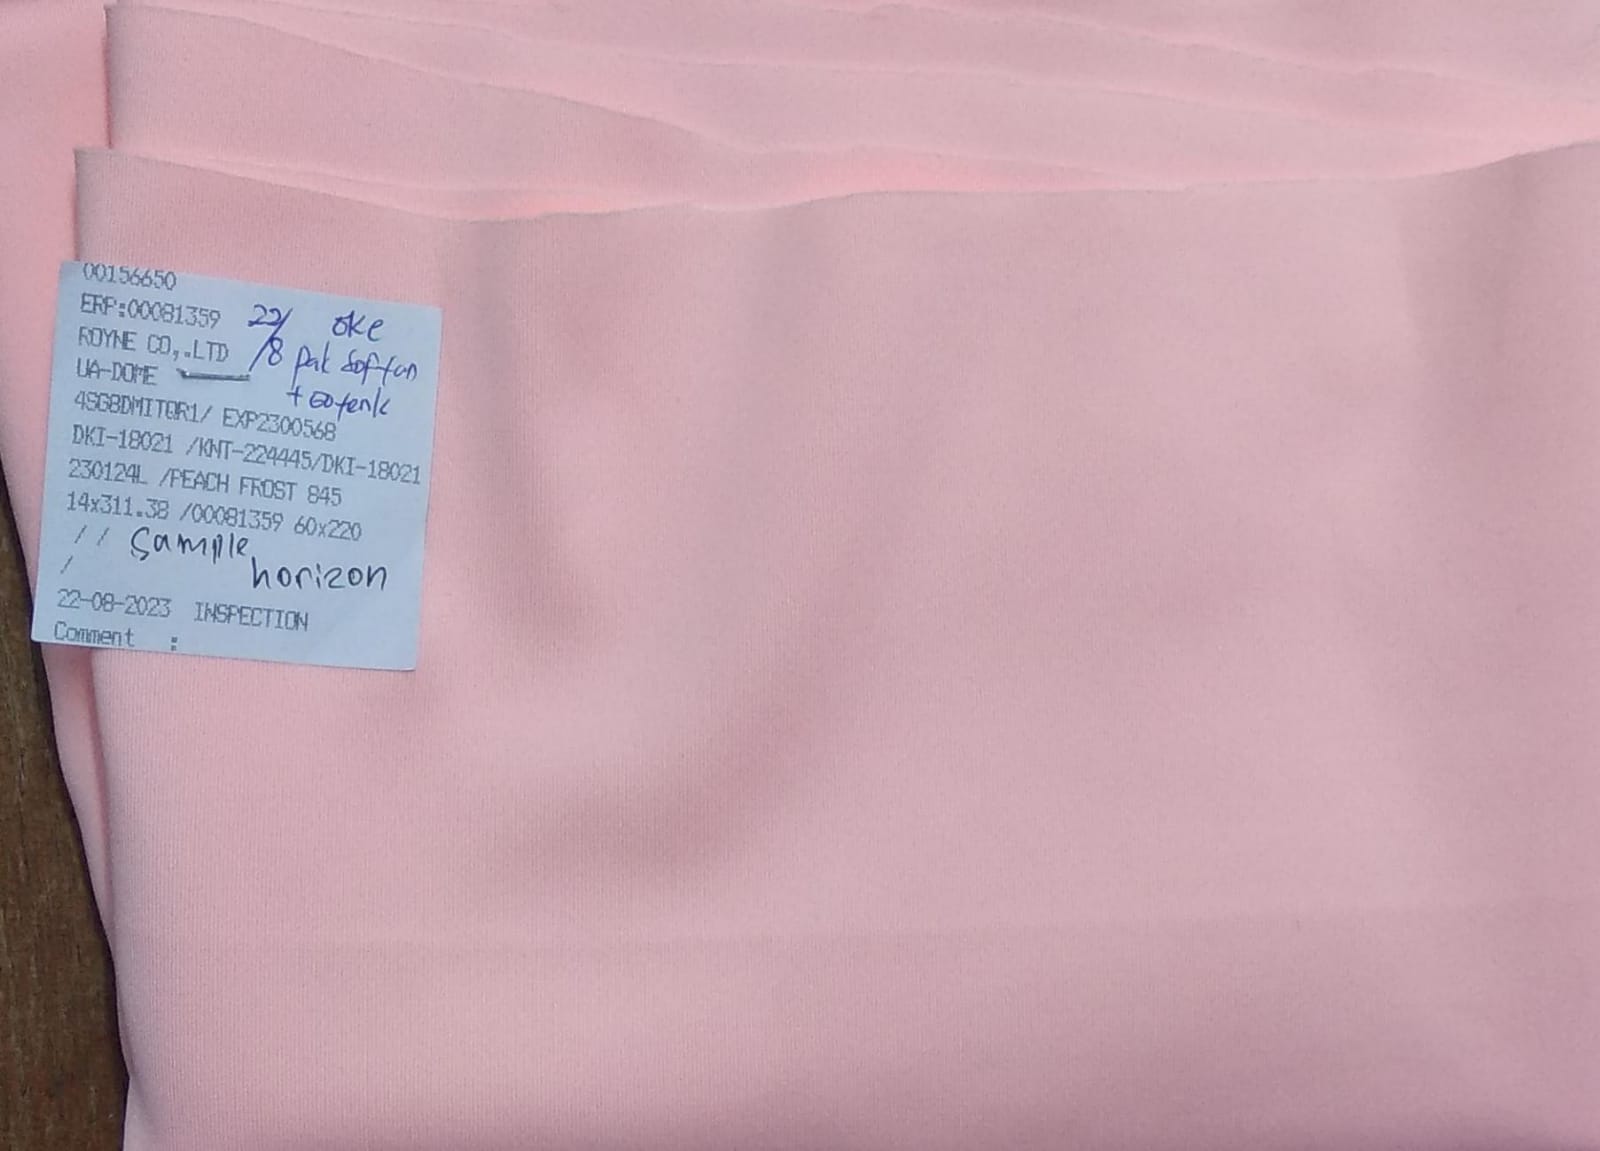 00156650
ERP:00081359
ROYNE CO,.LTD
UA-DOME
22/8 oke
pak Softan
+
4SG8DMITQR1/ EXP2300568
DKI-18021 /KNT-224445/DKI-18021
230124L /PEACH FROST 845
14x311.38 /00081359 60x220
/ / Sample
/ horizon
22-08-2023 INSPECTION
Comment :